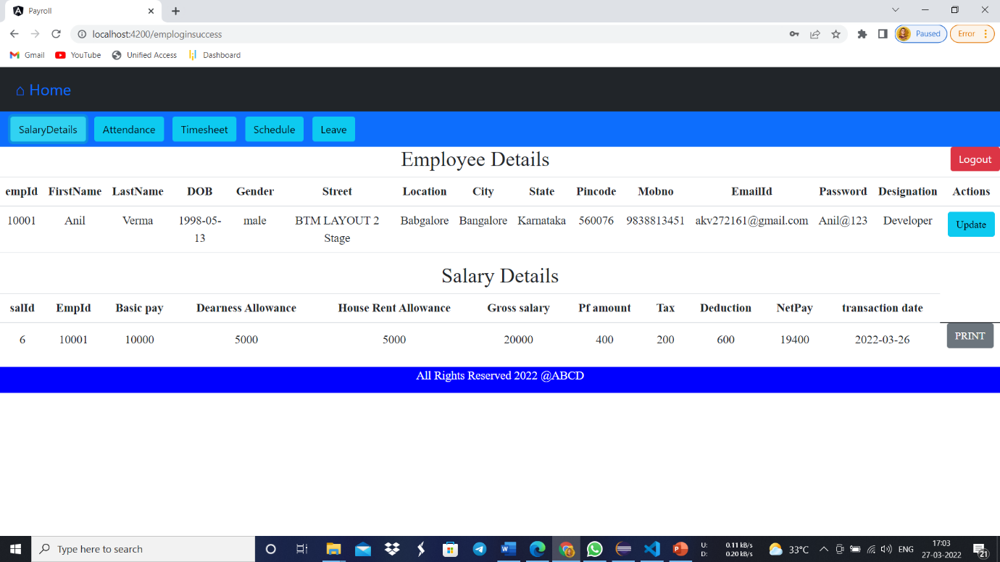 Payroll
localhost:4200/emploginsuccess
Paused
Error
Gmail
YouTube
Unified Access
Dashboard
Home
SalaryDetails
Attendance
Timesheet
Schedule
Leave
Employee Details
Logout
empId FirstName LastName DOB Gender Street Location City State Pincode Mobno EmailId Password Designation Actions
10001 Anil Verma 1998-05- male BTM LAYOUT 2 Babgalore Bangalore Karnataka 560076 9838813451 akv272161@gmail.com Anil@123 Developer Update
13 Stage
Salary Details
salId EmpId Basic pay Dearness Allowance House Rent Allowance Gross salary Pf amount Tax Deduction NetPay transaction date
6 10001 10000 5000 5000 20000 400 200 600 19400 2022-03-26 PRINT
All Rights Reserved 2022 @ABCD
Type here to search
U: 0.11 kB/s
D: 0.20 kB/s
33°C
ENG
17:03
27-03-2022
21